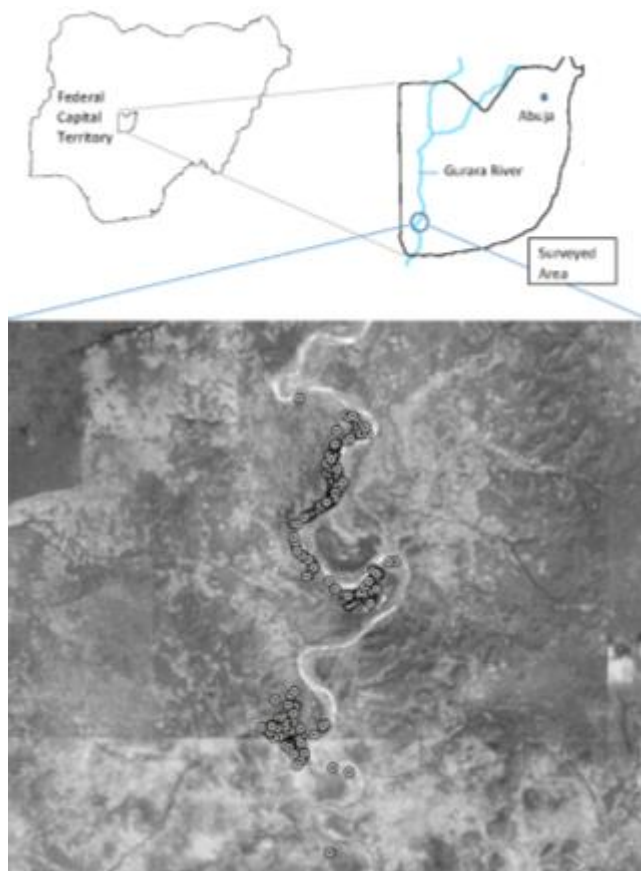 Federal
Capital
Territory
Abuja
Gurara River
Surveyed
Area